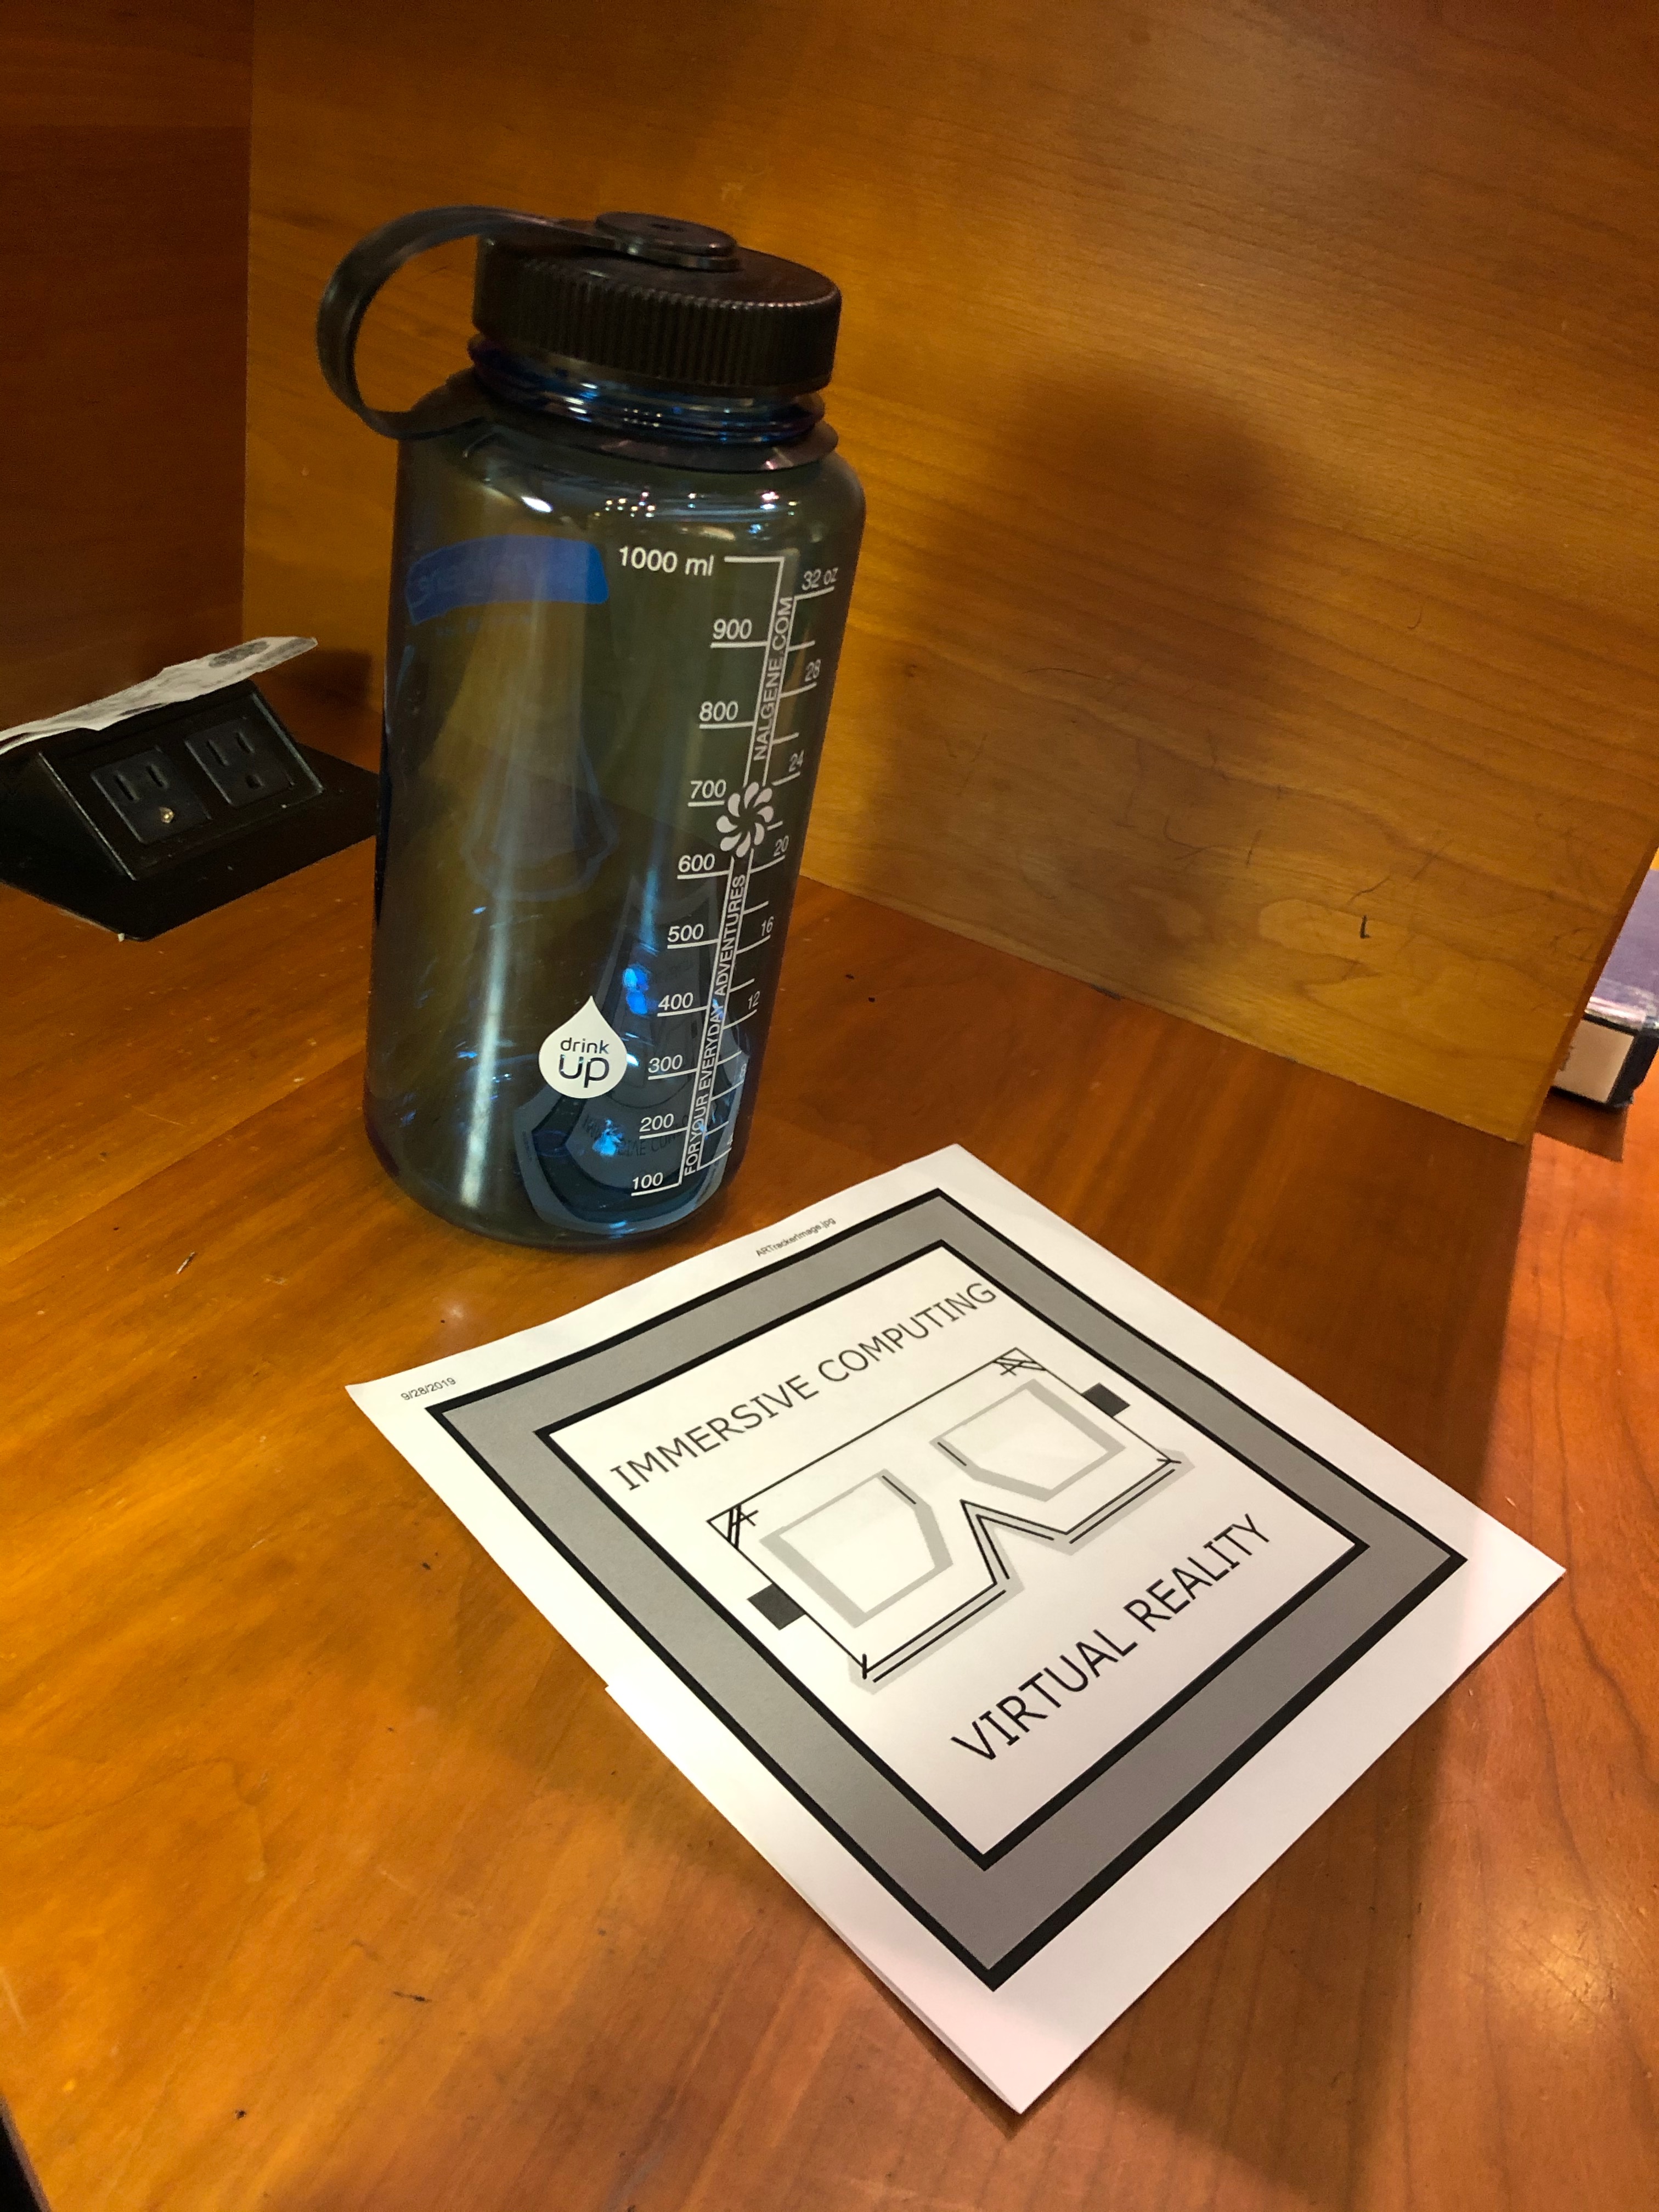 1000 ml
900
800
700
600
500
400
300
200
100
32 oz
28
24
20
16
12
NALGENE.COM
FOR YOUR EVERYDAY ADVENTURES
drink
up
9/28/2019
ARTrackerImage.jpg
IMMERSIVE COMPUTING
VIRTUAL REALITY